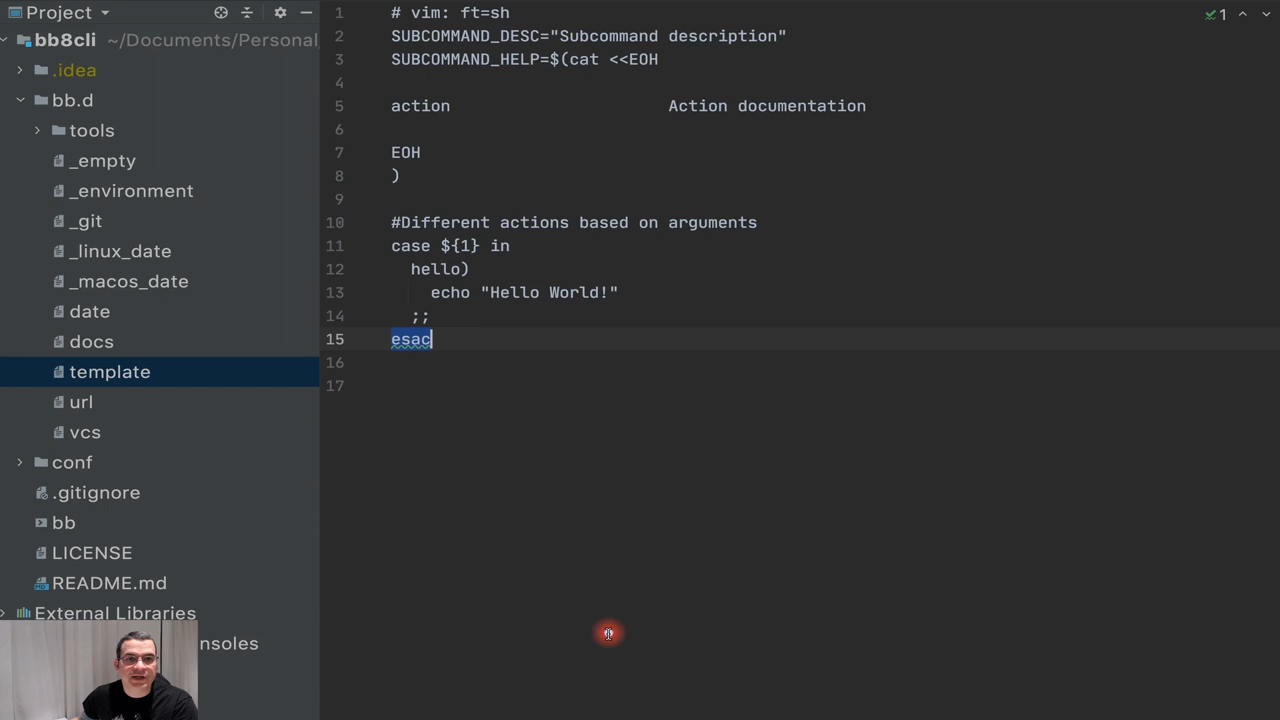 Project
bb8cli ~/Documents/Personal
.idea
bb.d
tools
_empty
_environment
_git
_linux_date
_macos_date
date
docs
template
url
vcs
conf
.gitignore
bb
LICENSE
README.md
External Libraries
nsoles
1 # vim: ft=sh
2 SUBCOMMAND_DESC="Subcommand description"
3 SUBCOMMAND_HELP=$(cat <<EOH
4
5 action Action documentation
6
7 EOH
8 )
9
10 #Different actions based on arguments
11 case ${1} in
12 hello)
13 echo "Hello World!"
14 ;;
15 esac
16
17
1